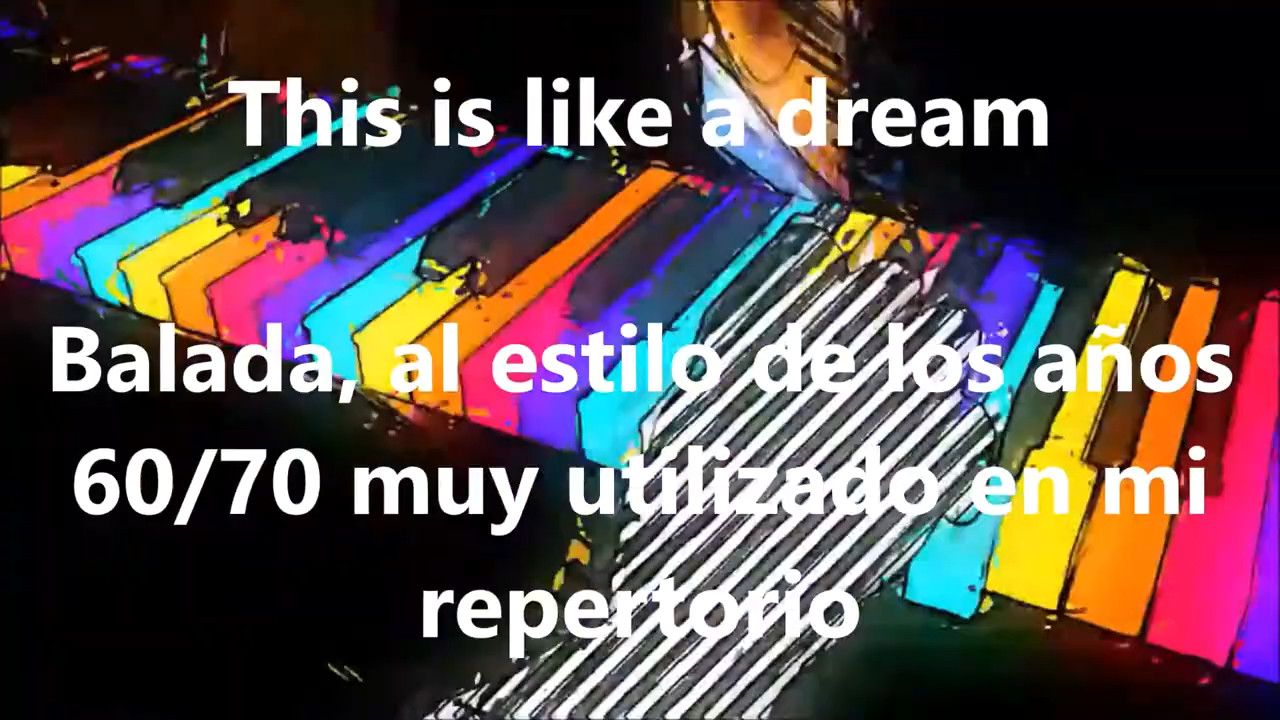 This is like a dream
Balada, al estilo de los años
60/70 muy utilizado en mi
repertorio